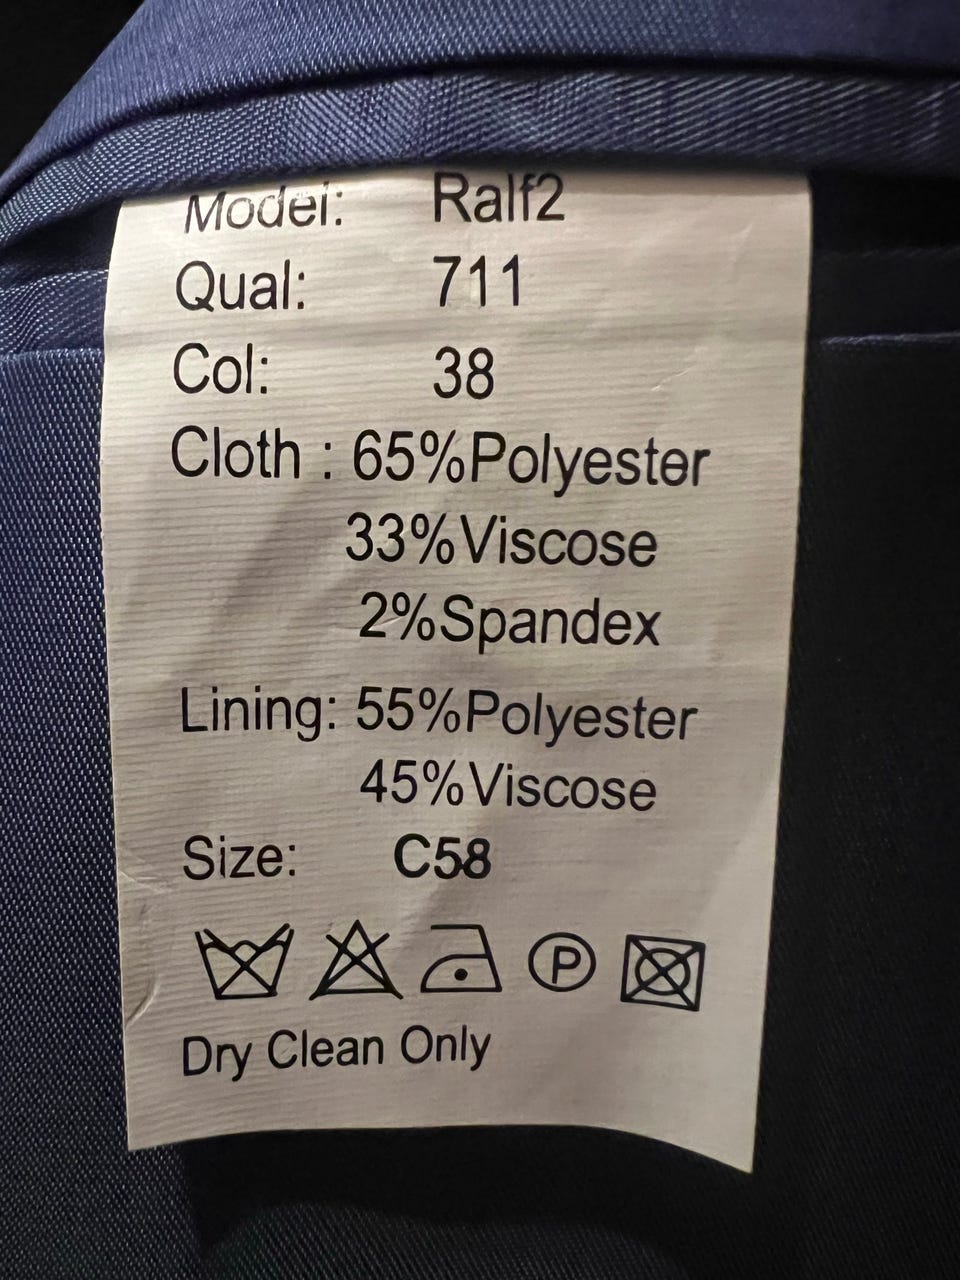 Model: Ralf2
Qual: 711
Col: 38
Cloth : 65%Polyester
33%Viscose
2%Spandex
Lining: 55%Polyester
45%Viscose
Size: C58
P
Dry Clean Only